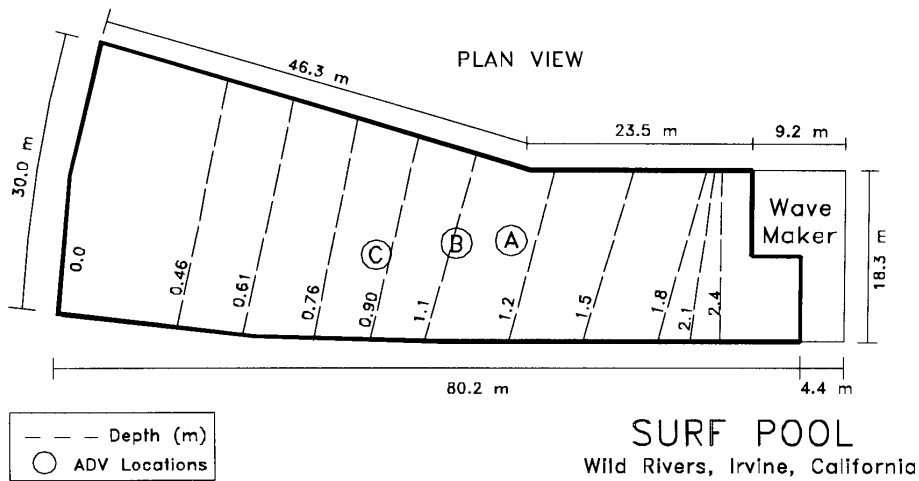 PLAN VIEW
46.3 m
23.5 m
9.2 m
30.0 m
Wave
Maker
18.3 m
A
B
C
0.0
0.46
0.61
0.76
0.90
1.1
1.2
1.5
1.8
2.1
2.4
80.2 m
4.4 m
Depth (m)
ADV Locations
SURF POOL
Wild Rivers, Irvine, California